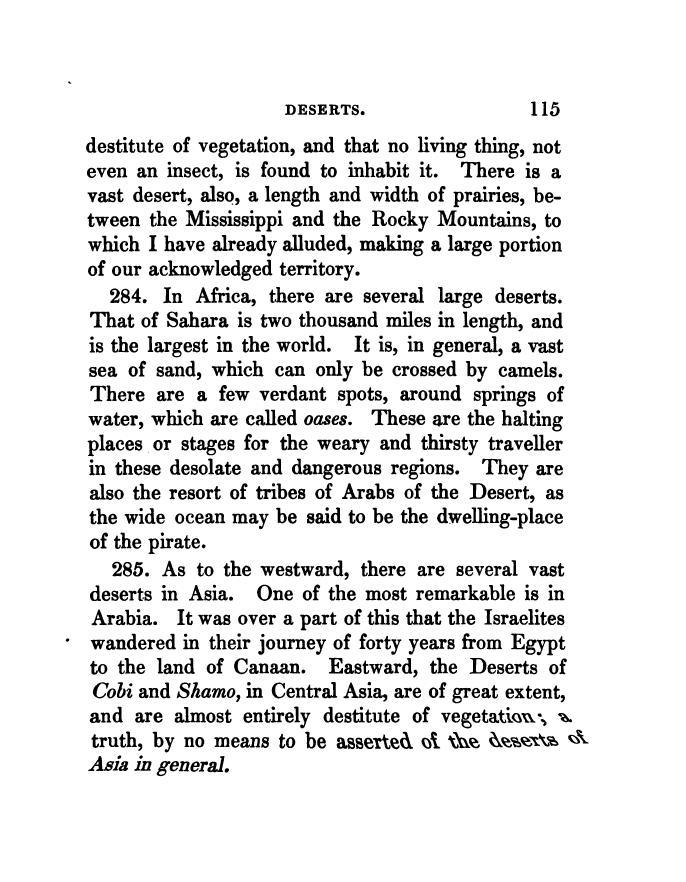 DESERTS. 115
destitute of vegetation, and that no living thing, not
even an insect, is found to inhabit it. There is a
vast desert, also, a length and width of prairies, be-
tween the Mississippi and the Rocky Mountains, to
which I have already alluded, making a large portion
of our acknowledged territory.
284. In Africa, there are several large deserts.
That of Sahara is two thousand miles in length, and
is the largest in the world. It is, in general, a vast
sea of sand, which can only be crossed by camels.
There are a few verdant spots, around springs of
water, which are called oases. These are the halting
places or stages for the weary and thirsty traveller
in these desolate and dangerous regions. They are
also the resort of tribes of Arabs of the Desert, as
the wide ocean may be said to be the dwelling-place
of the pirate.
285. As to the westward, there are several vast
deserts in Asia. One of the most remarkable is in
Arabia. It was over a part of this that the Israelites
wandered in their journey of forty years from Egypt
to the land of Canaan. Eastward, the Deserts of
Cobi and Shamo, in Central Asia, are of great extent,
and are almost entirely destitute of vegetation; a
truth, by no means to be asserted of the deserts of
Asia in general.